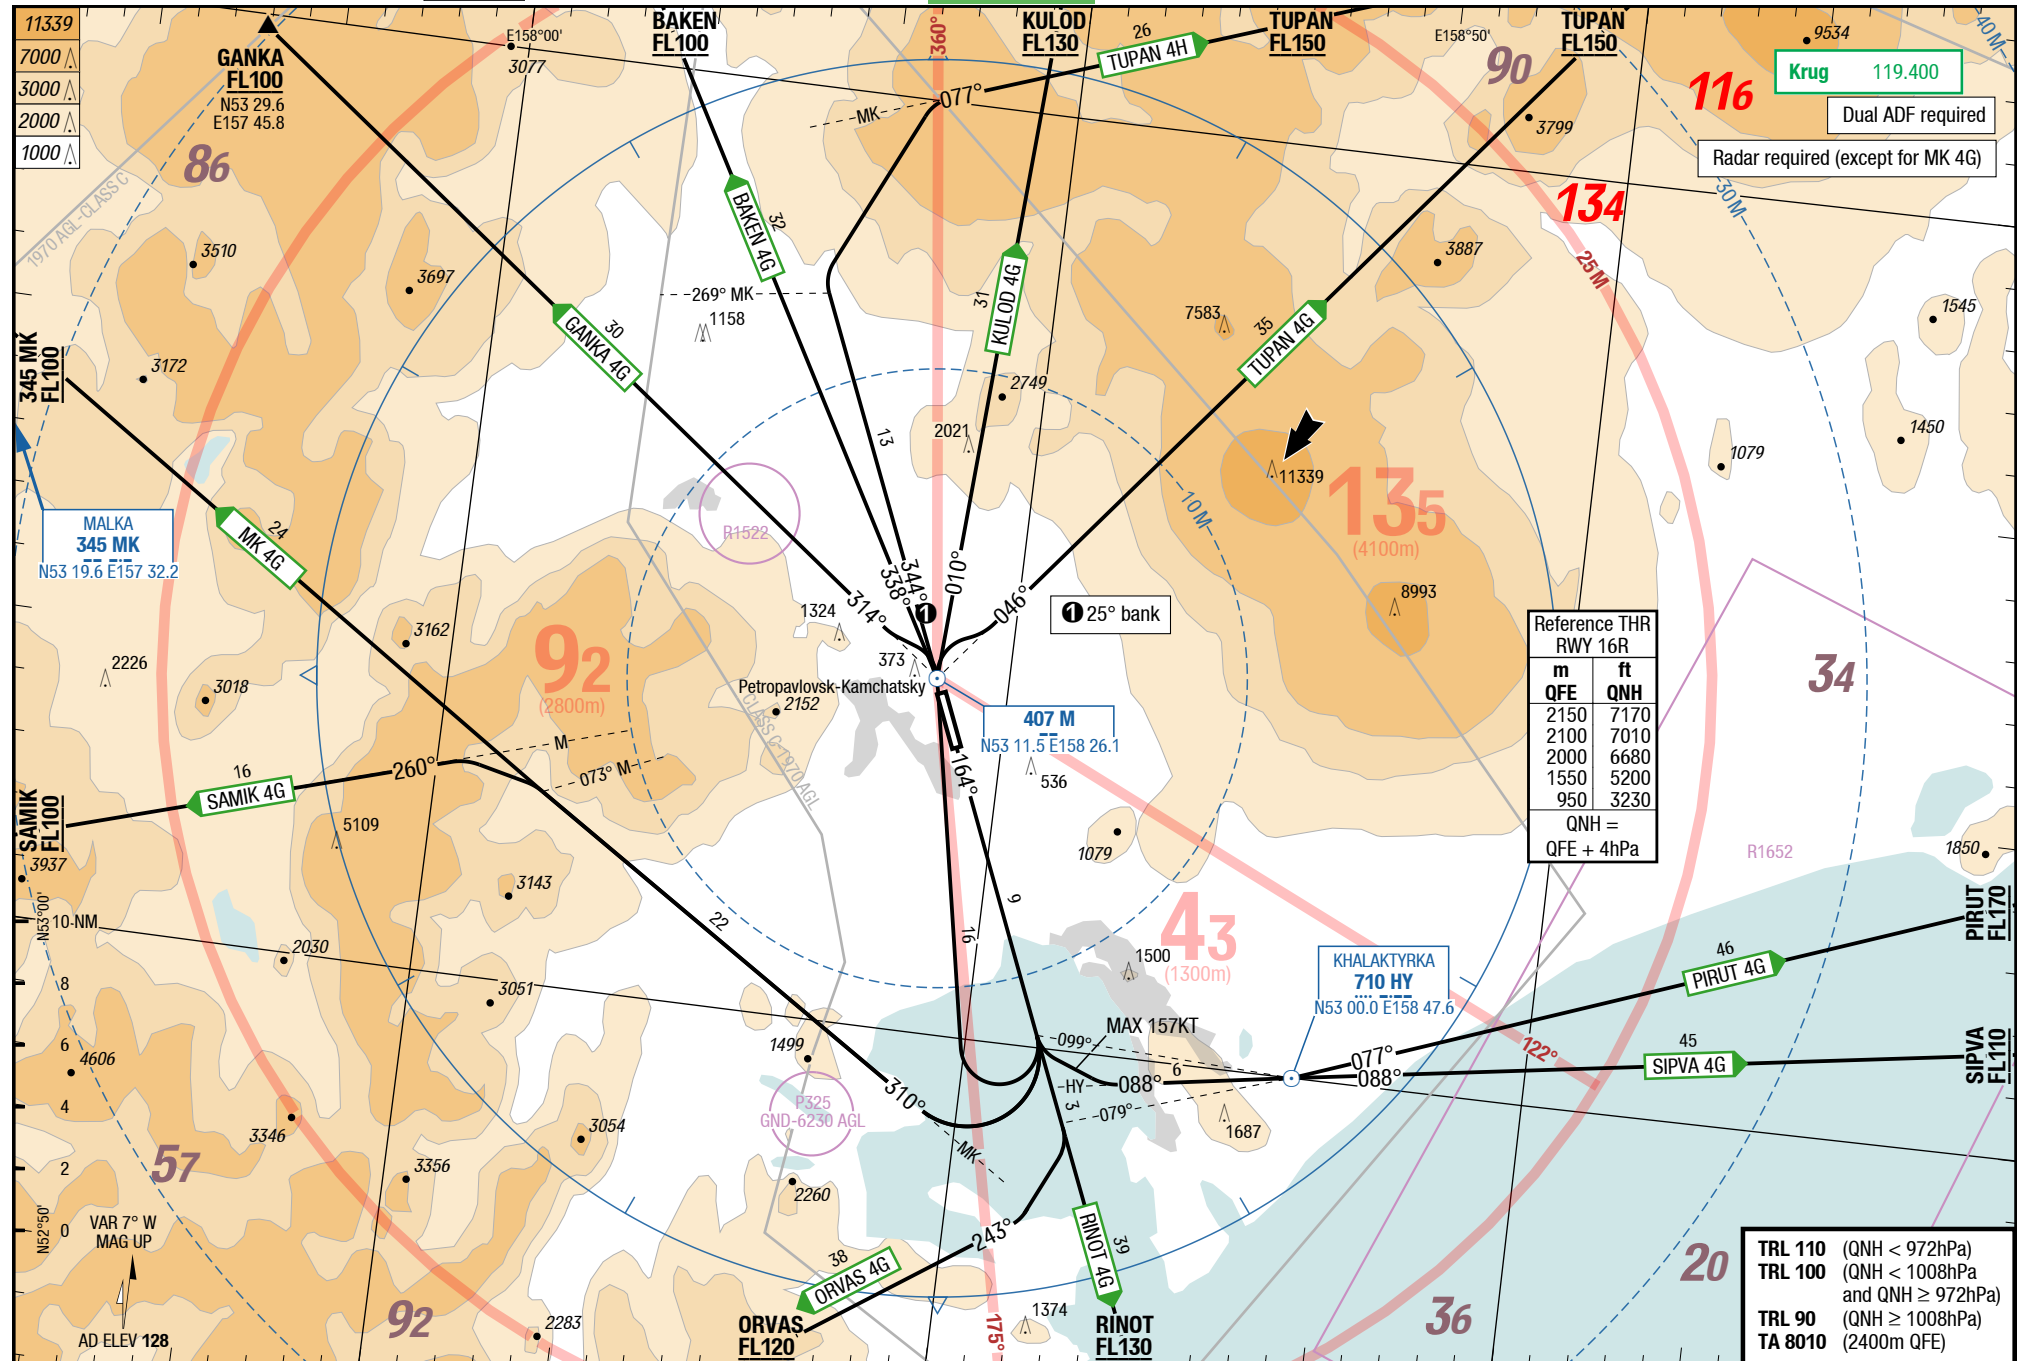 11339
7000
3000
2000
1000
GANKA
FL100
N53 29.6
E157 45.8
E158°00'
3077
BAKEN
FL100
360°
KULOD
FL130
26
TUPAN 4H
TUPAN
FL150
E158°50'
TUPAN
FL150
90
9534
40M
116
Krug 119.400
Dual ADF required
Radar required (except for MK 4G)
3799
134
30M
25M
86
1970 AGL-CLASS C
077°
MK
3510
3697
BAKEN 4G
32
269° MK
1158
31
KULOD 4G
7583
3887
35
TUPAN 4G
1545
30
GANKA 4G
345 MK
FL100
3172
2749
2021
13
1450
1079
11339
135
(4100m)
10M
MALKA
345 MK
N53 19.6 E157 32.2
24
MK 4G
R1522
338°
344°
010°
314°
046°
1
1 25° bank
8993
1324
373
3162
92
(2800m)
2226
3018
Petropavlovsk-Kamchatsky
2152
407 M
N53 11.5 E158 26.1
Reference THR
RWY 16R
m ft
QFE QNH
2150 7170
2100 7010
2000 6680
1550 5200
950 3230
QNH =
QFE + 4hPa
34
M
073° M
260°
16
SAMIK 4G
SAMIK
FL100
CLASS C-1970 AGL
164°
536
5109
3937
3143
1079
R1652
1850
N53°00'
10 NM
8
6
4
2
0
22
9
16
43
(1300m)
1500
2030
3051
KHALAKTYRKA
710 HY
N53 00.0 E158 47.6
46
PIRUT 4G
PIRUT
FL170
MAX 157KT
099°
HY
088°
6
079°
3
077°
088°
122°
45
SIPVA 4G
SIPVA
FL110
1499
4606
P325
GND-6230 AGL
310°
MK
1687
3346
3054
57
3356
2260
N52°50'
VAR 7° W
MAG UP
AD ELEV 128
92
2283
243°
38
ORVAS 4G
ORVAS
FL120
175°
1374
RINOT 4G
39
RINOT
FL130
36
20
TRL 110 (QNH < 972hPa)
TRL 100 (QNH < 1008hPa
and QNH ≥ 972hPa)
TRL 90 (QNH ≥ 1008hPa)
TA 8010 (2400m QFE)